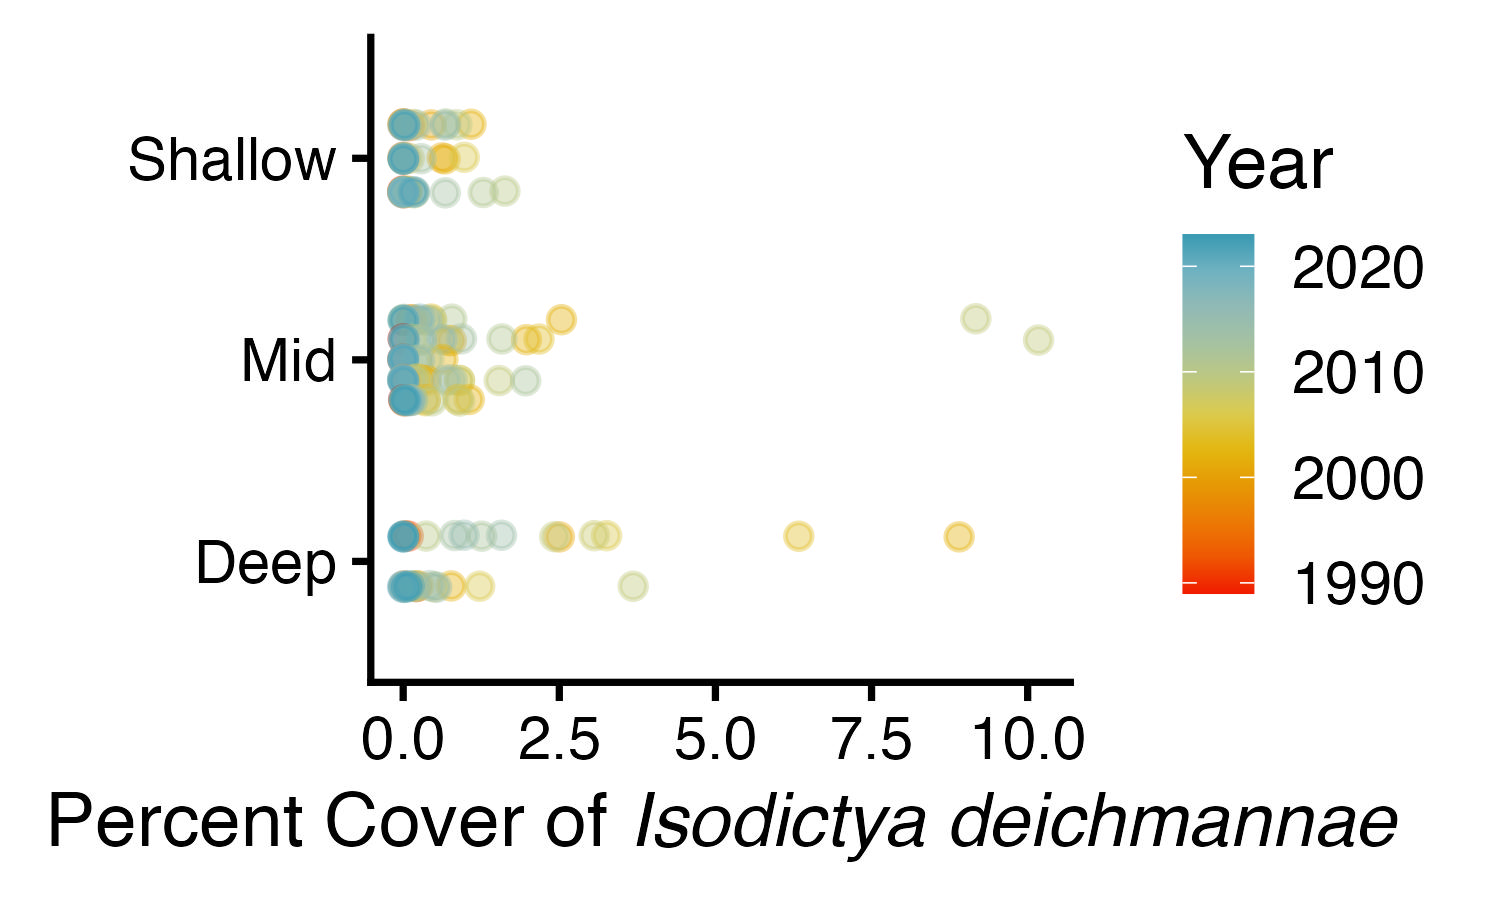 Shallow
Mid
Deep
0.0 2.5 5.0 7.5 10.0
Percent Cover of Isodictya deichmannae
Year
2020
2010
2000
1990